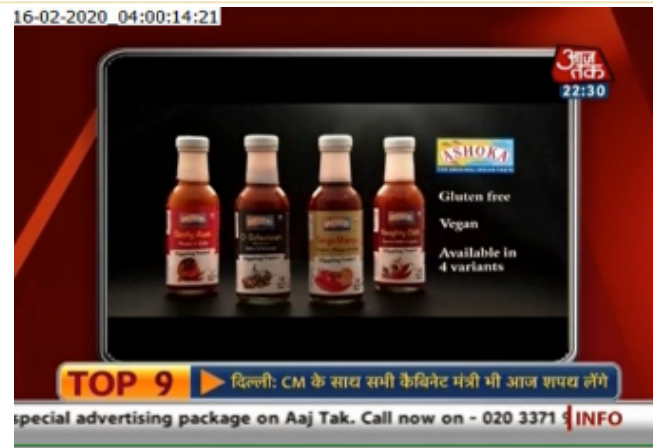 16-02-2020_04:00:14:21
आज
तक
22:30
ASHOKA
Gluten free
Vegan
Available in
4 variants
TOP 9
दिल्ली: CM के साथ सभी कैबिनेट मंत्री भी आज शपथ लेंगे
special advertising package on Aaj Tak. Call now on - 020 3371 INFO